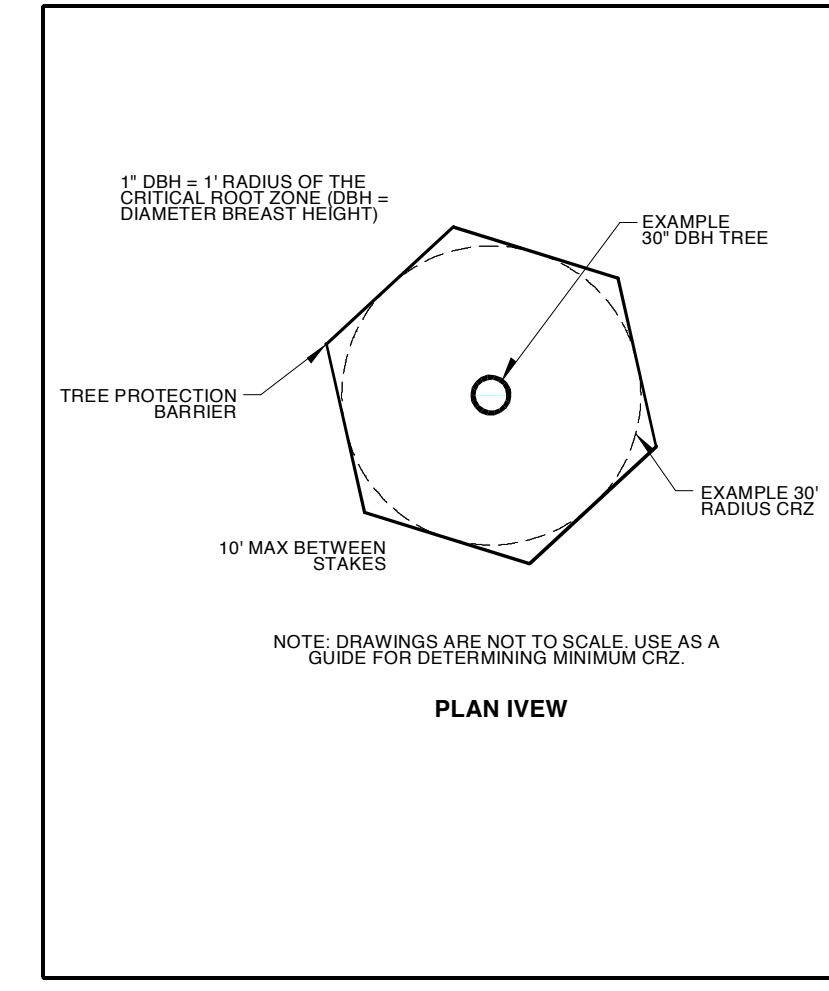 1" DBH = 1' RADIUS OF THE
CRITICAL ROOT ZONE (DBH =
DIAMETER BREAST HEIGHT)
EXAMPLE
30" DBH TREE
TREE PROTECTION
BARRIER
EXAMPLE 30'
RADIUS CRZ
10' MAX BETWEEN
STAKES
NOTE: DRAWINGS ARE NOT TO SCALE. USE AS A
GUIDE FOR DETERMINING MINIMUM CRZ.
PLAN IVEW